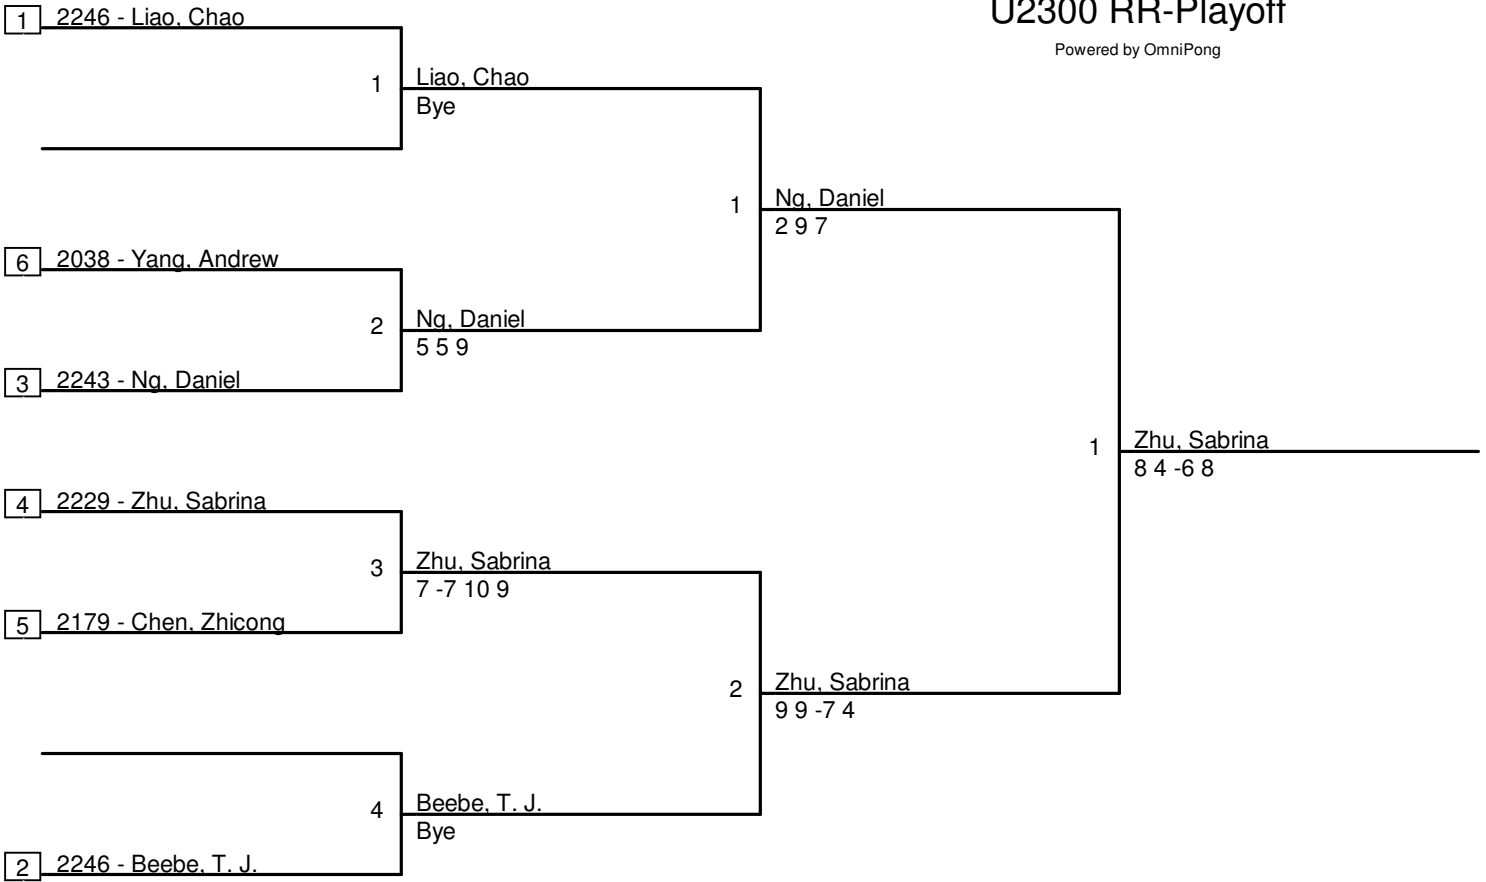 U2300 RR-Playoff
Powered by OmniPong
1 2246 - Liao, Chao
1 Liao, Chao
Bye
1 Ng, Daniel
2 9 7
6 2038 - Yang, Andrew
2 Ng, Daniel
5 5 9
3 2243 - Ng, Daniel
1 Zhu, Sabrina
8 4 -6 8
4 2229 - Zhu, Sabrina
3 Zhu, Sabrina
7 -7 10 9
5 2179 - Chen, Zhicong
2 Zhu, Sabrina
9 9 -7 4
4 Beebe, T. J.
Bye
2 2246 - Beebe, T. J.